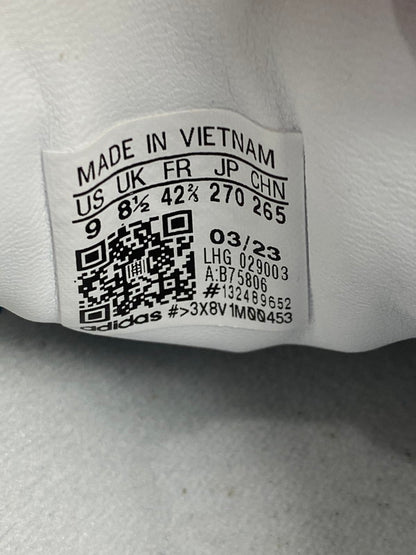 MADE IN VIETNAM
US UK FR JP CHN
9 8½ 42⅔ 270 265
03/23
LHG 029003
A:B75806
#132489652
adidas #>3X8V1M00453